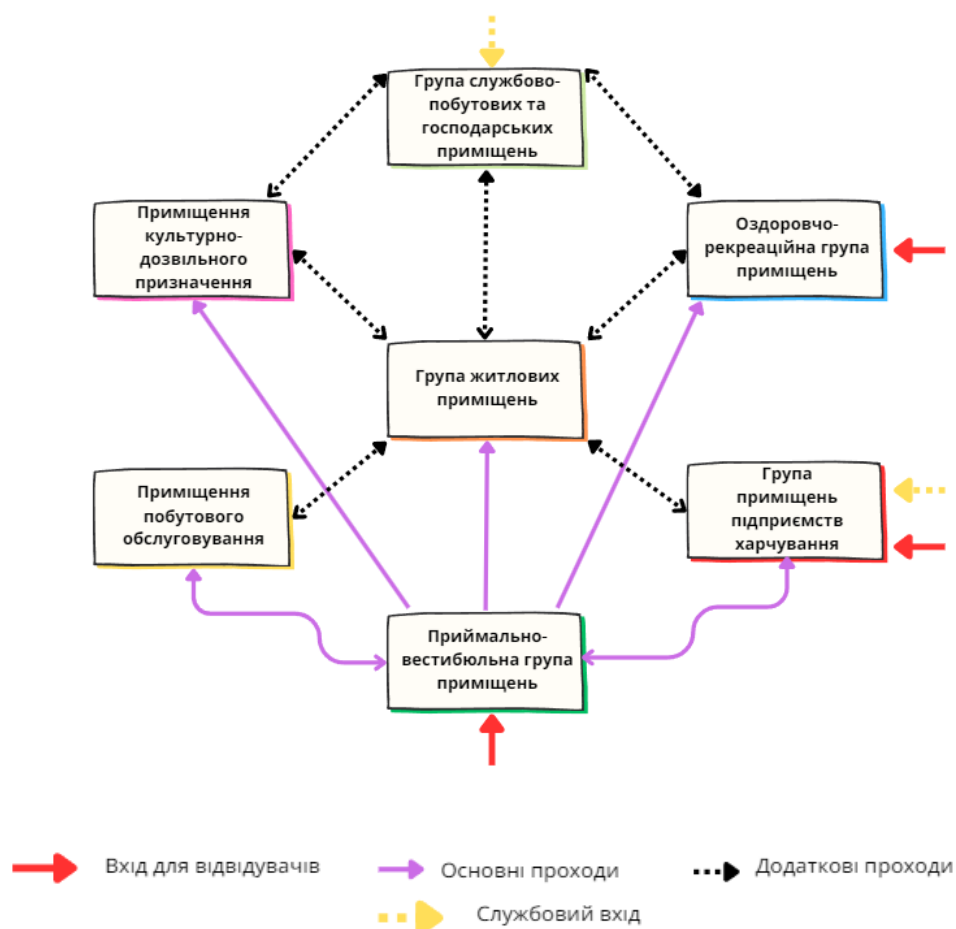 Група службово-
побутових та
господарських
приміщень
Приміщення
культурно-
дозвільного
призначення
Оздоровчо-
рекреаційна група
приміщень
Група житлових
приміщень
Приміщення
побутового
обслуговування
Група
приміщень
підприємств
харчування
Приймально-
вестибюльна група
приміщень
Вхід для відвідувачів
Основні проходи
Додаткові проходи
Службовий вхід